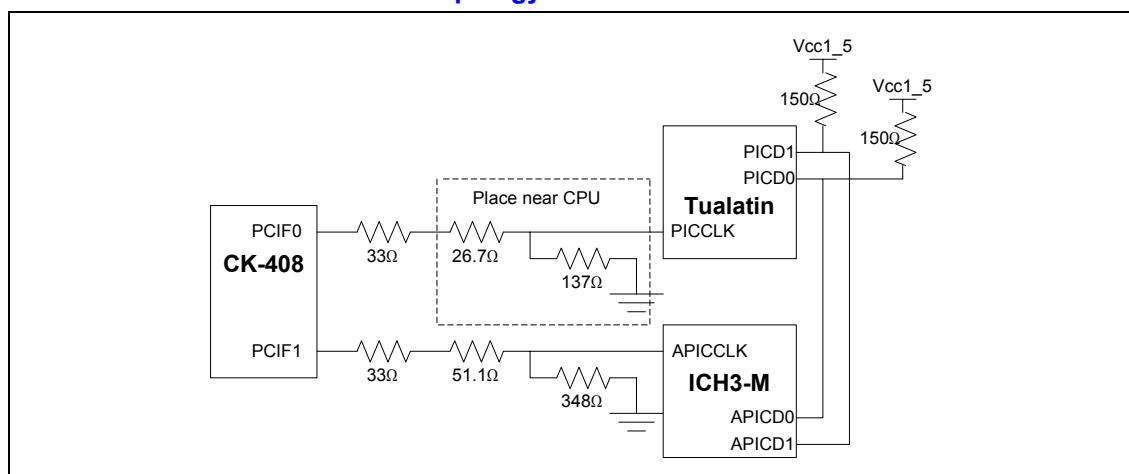 Vcc1_5
Vcc1_5
150Ω
150Ω
PICD1
PICD0
Place near CPU
Tualatin
PCIF0
PICCLK
33Ω
26.7Ω
CK-408
137Ω
PCIF1
APICCLK
33Ω
51.1Ω
ICH3-M
348Ω
APICD0
APICD1